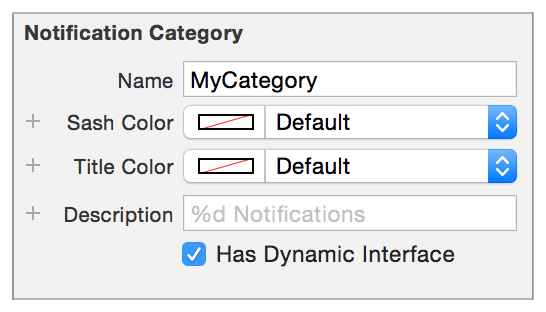 Notification Category
Name MyCategory
+ Sash Color Default
+ Title Color Default
+ Description %d Notifications
Has Dynamic Interface